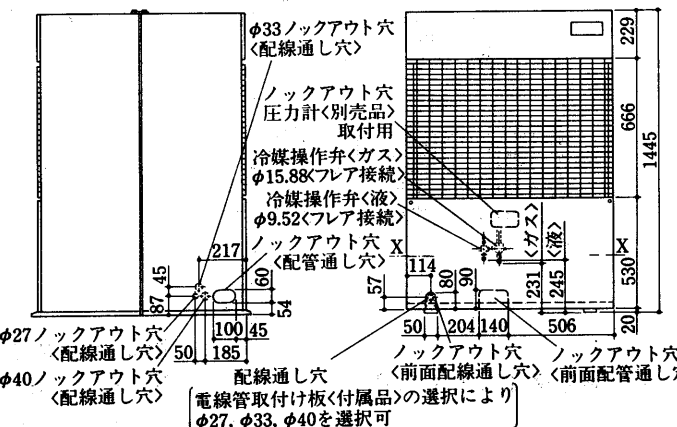 φ33ノックアウト穴
<配線通し穴>
ノックアウト穴
圧力計<別売品>
取付用
冷媒操作弁<ガス>
φ15.88<フレア接続>
冷媒操作弁<液>
φ9.52<フレア接続>
ノックアウト穴
<配管通し穴>
217
45
87
60
54
100
45
50
185
φ27ノックアウト穴
<配線通し穴>
φ40ノックアウト穴
<配線通し穴>
229
666
1445
530
20
X
X
<ガス>
<液>
231
245
114
57
80
90
50
204
140
506
配線通し穴
電線管取付け板<付属品>の選択により
φ27, φ33, φ40を選択可
ノックアウト穴
<前面配線通し穴>
ノックアウト穴
<前面配管通し穴